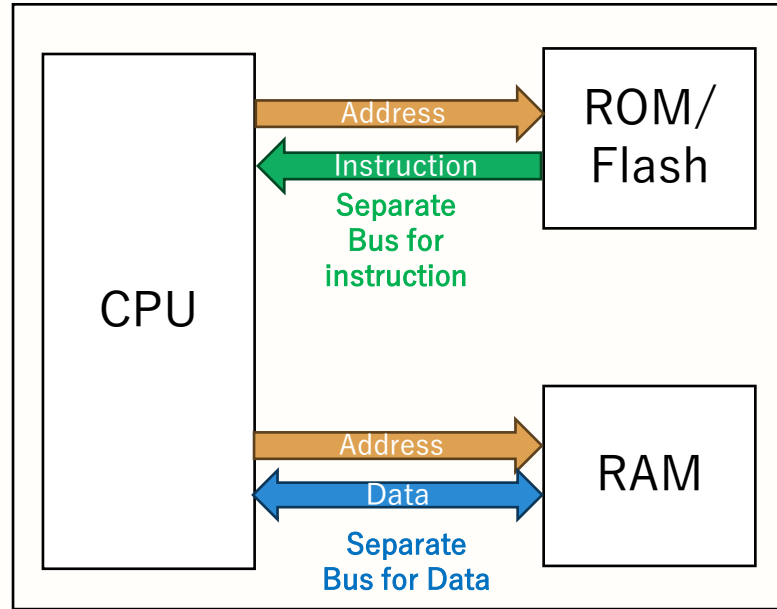 CPU
Address
Instruction
Separate
Bus for
instruction
ROM/
Flash
Address
Data
Separate
Bus for Data
RAM